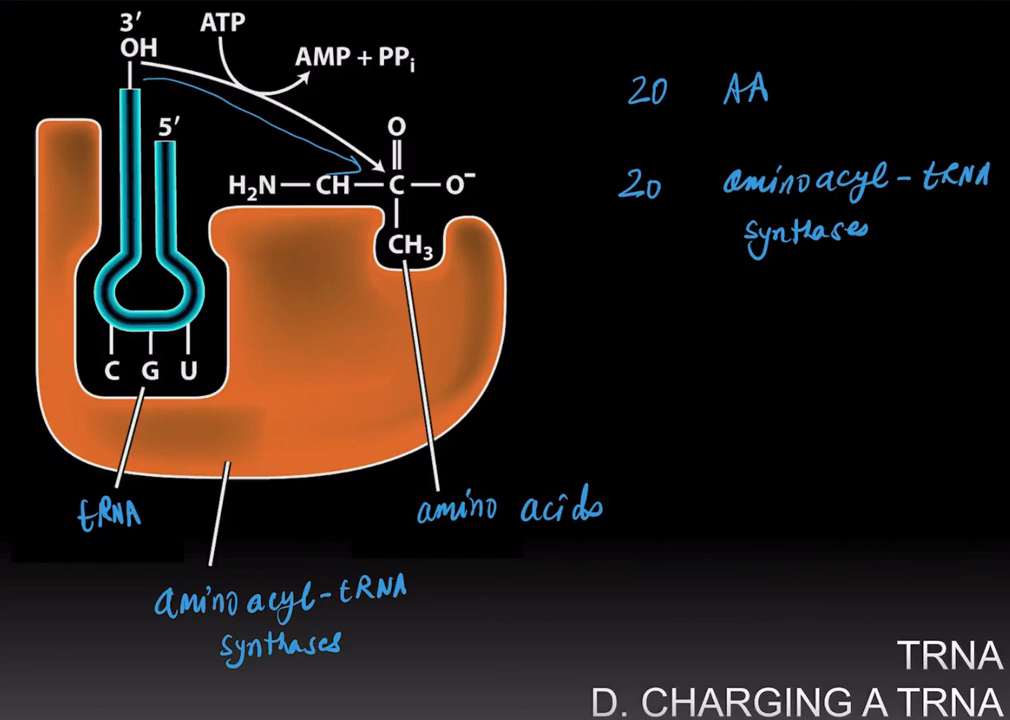 3′
OH
ATP
AMP + PPᵢ
5′
O
H₂N—CH—C—O⁻
CH₃
C G U
20 AA
20 aminoacyl-tRNA
synthases
tRNA
amino acids
aminoacyl-tRNA
synthases
TRNA
D. CHARGING A TRNA